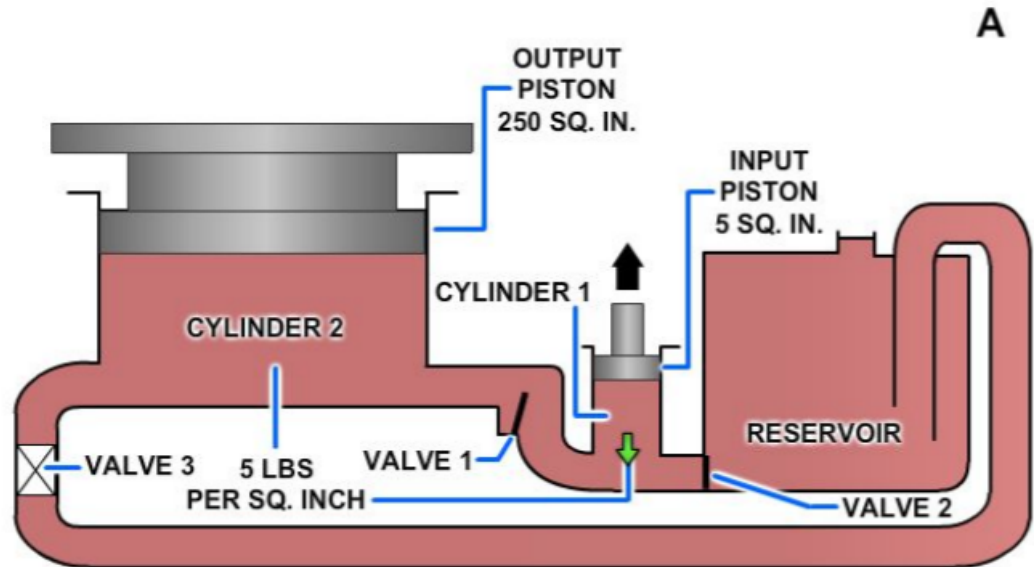 A
OUTPUT
PISTON
250 SQ. IN.
INPUT
PISTON
5 SQ. IN.
CYLINDER 1
CYLINDER 2
RESERVOIR
VALVE 3
5 LBS
PER SQ. INCH
VALVE 1
VALVE 2